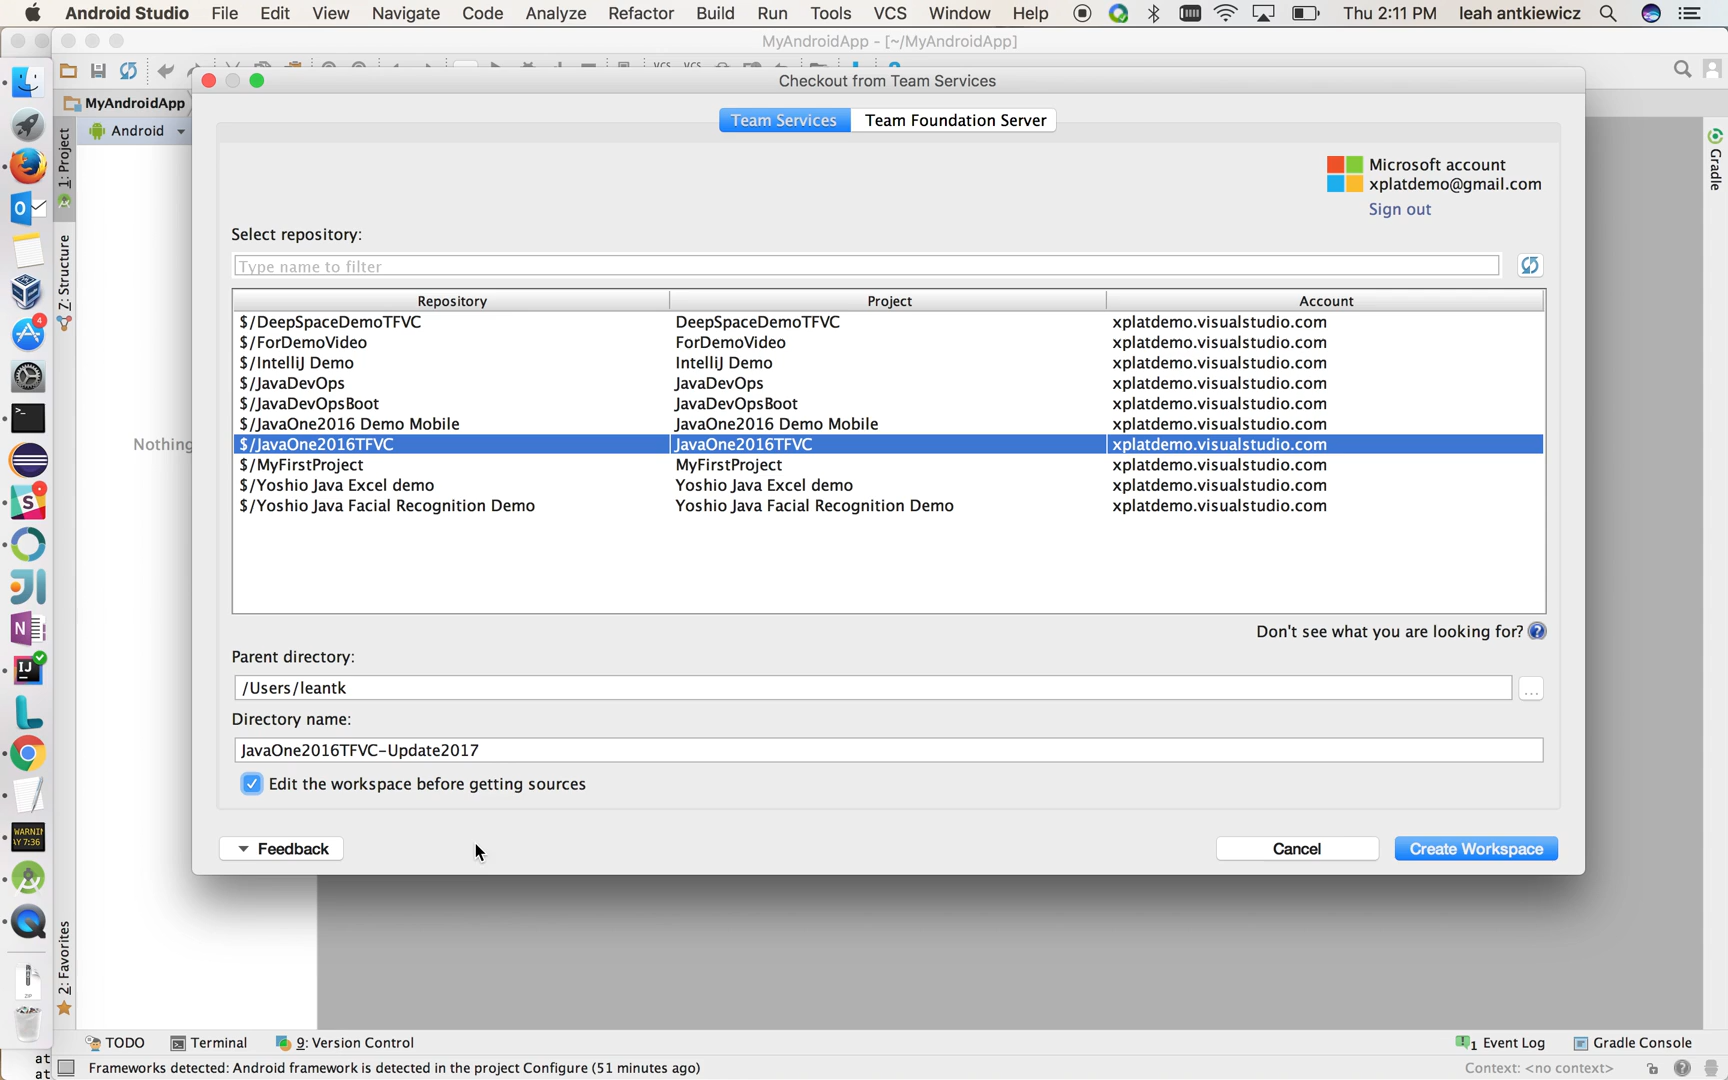 Android Studio File Edit View Navigate Code Analyze Refactor Build Run Tools VCS Window Help Thu 2:11 PM leah antkiewicz
MyAndroidApp - [~/MyAndroidApp]
Checkout from Team Services
MyAndroidApp
Android
Team Services Team Foundation Server
1: Project
Gradle
Microsoft account
xplatdemo@gmail.com
Sign out
Select repository:
Type name to filter
7: Structure
Repository Project Account
$/DeepSpaceDemoTFVC DeepSpaceDemoTFVC xplatdemo.visualstudio.com
$/ForDemoVideo ForDemoVideo xplatdemo.visualstudio.com
$/IntelliJ Demo IntelliJ Demo xplatdemo.visualstudio.com
$/JavaDevOps JavaDevOps xplatdemo.visualstudio.com
$/JavaDevOpsBoot JavaDevOpsBoot xplatdemo.visualstudio.com
$/JavaOne2016 Demo Mobile JavaOne2016 Demo Mobile xplatdemo.visualstudio.com
Nothing
$/JavaOne2016TFVC JavaOne2016TFVC xplatdemo.visualstudio.com
$/MyFirstProject MyFirstProject xplatdemo.visualstudio.com
$/Yoshio Java Excel demo Yoshio Java Excel demo xplatdemo.visualstudio.com
$/Yoshio Java Facial Recognition Demo Yoshio Java Facial Recognition Demo xplatdemo.visualstudio.com
Don't see what you are looking for?
Parent directory:
/Users/leantk
...
Directory name:
JavaOne2016TFVC-Update2017
Edit the workspace before getting sources
Feedback Cancel Create Workspace
2: Favorites
TODO Terminal 9: Version Control 1 Event Log Gradle Console
at
Frameworks detected: Android framework is detected in the project Configure (51 minutes ago) Context: <no context>
at